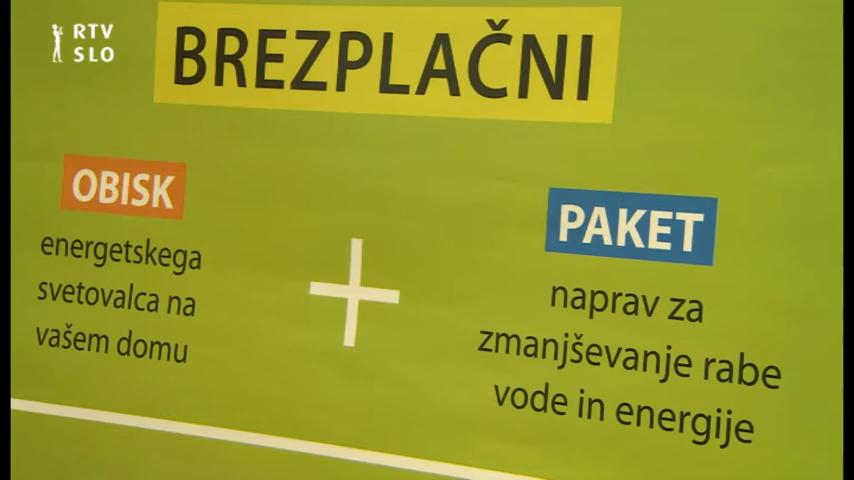 RTV
SLO
BREZPLAČNI
OBISK
energetskega
svetovalca na
vašem domu
+
PAKET
naprav za
zmanjševanje rabe
vode in energije